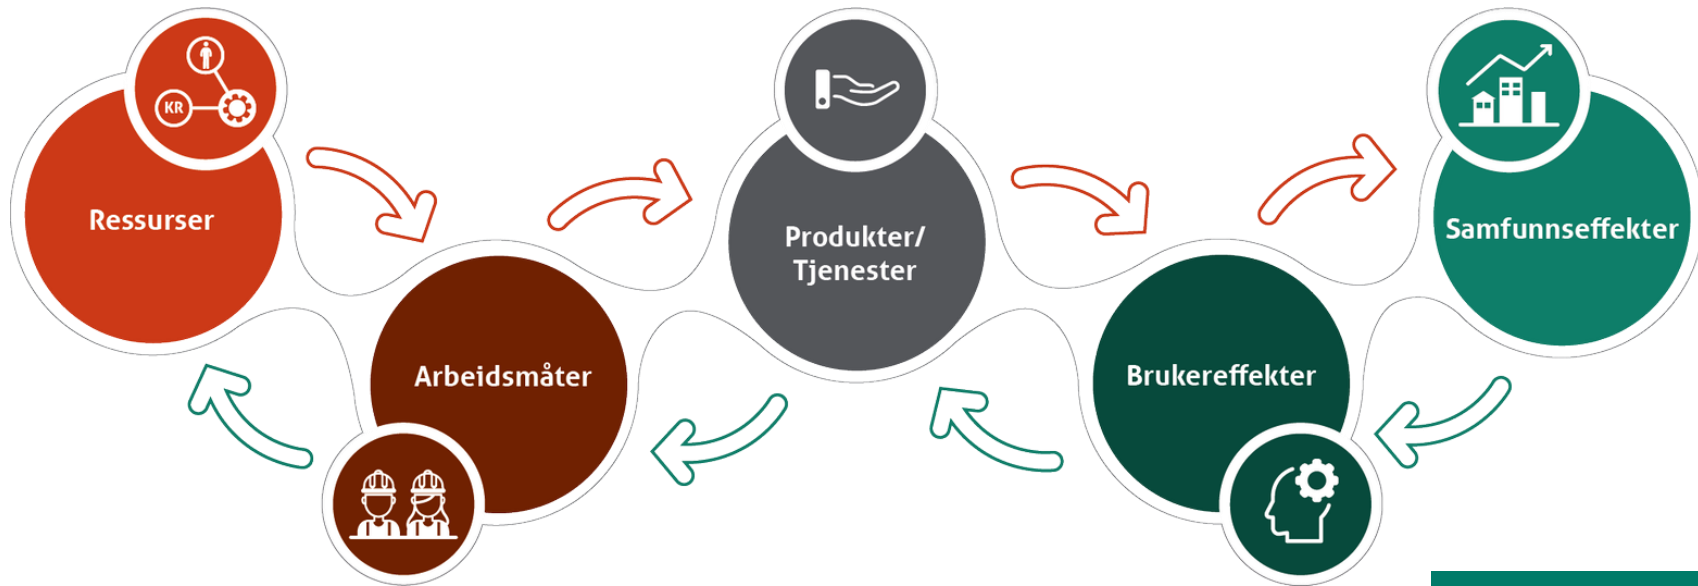 KR
Ressurser
Arbeidsmåter
Produkter/
Tjenester
Brukereffekter
Samfunnseffekter